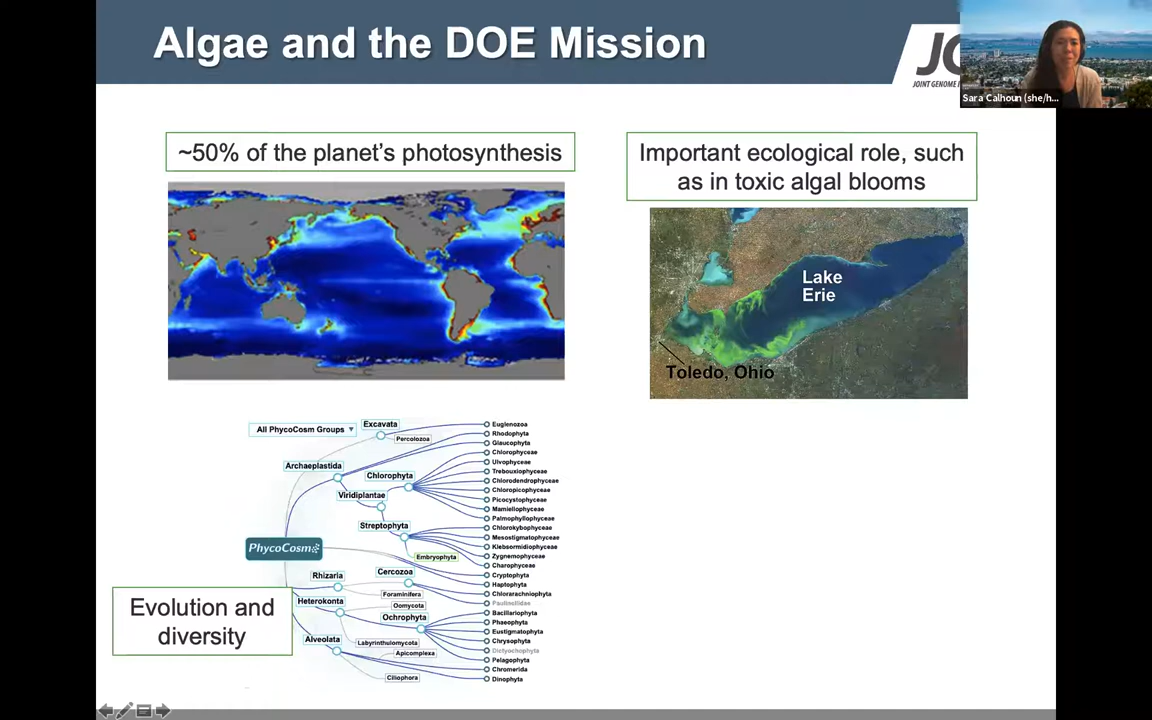 Algae and the DOE Mission
JOINT GENOME
Sara Calhoun (she/h...
~50% of the planet's photosynthesis
Important ecological role, such
as in toxic algal blooms
Lake
Erie
Toledo, Ohio
All PhycoCosm Groups
PhycoCosm
Excavata
Percolozoa
Archaeplastida
Chlorophyta
Viridiplantae
Streptophyta
Embryophyta
Rhizaria
Cercozoa
Foraminifera
Heterokonta
Oomycota
Ochrophyta
Labyrinthulomycota
Alveolata
Apicomplexa
Ciliophora
Euglenozoa
Rhodophyta
Glaucophyta
Chlorophyceae
Ulvophyceae
Trebouxiophyceae
Chlorodendrophyceae
Chloropicophyceae
Picocystophyceae
Mamiellophyceae
Palmophyllophyceae
Chlorokybophyceae
Mesostigmatophyceae
Klebsormidiophyceae
Zygnemophyceae
Charophyceae
Cryptophyta
Haptophyta
Chlorarachniophyta
Paulinellidae
Bacillariophyta
Phaeophyta
Eustigmatophyta
Chrysophyta
Dictyochophyta
Pelagophyta
Chromerida
Dinophyta
Evolution and
diversity